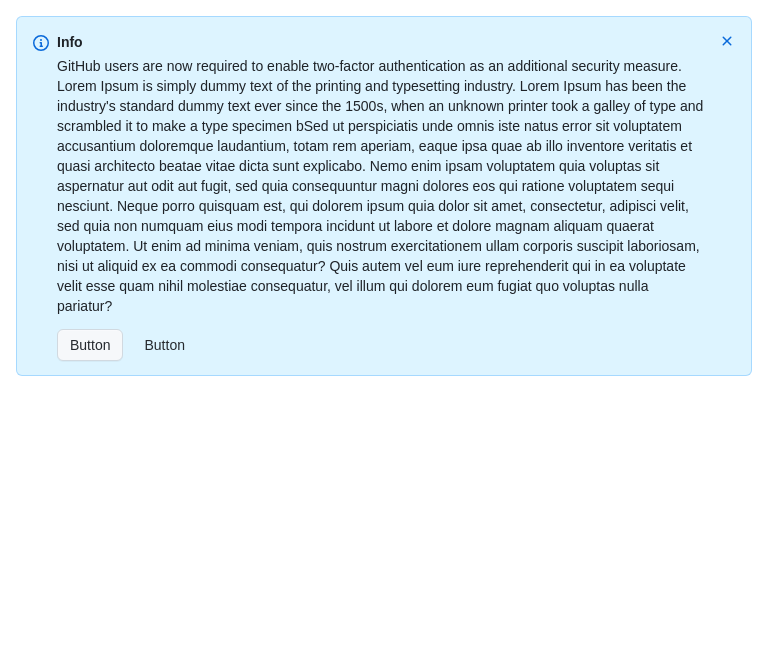 Info
GitHub users are now required to enable two-factor authentication as an additional security measure.
Lorem Ipsum is simply dummy text of the printing and typesetting industry. Lorem Ipsum has been the
industry's standard dummy text ever since the 1500s, when an unknown printer took a galley of type and
scrambled it to make a type specimen bSed ut perspiciatis unde omnis iste natus error sit voluptatem
accusantium doloremque laudantium, totam rem aperiam, eaque ipsa quae ab illo inventore veritatis et
quasi architecto beatae vitae dicta sunt explicabo. Nemo enim ipsam voluptatem quia voluptas sit
aspernatur aut odit aut fugit, sed quia consequuntur magni dolores eos qui ratione voluptatem sequi
nesciunt. Neque porro quisquam est, qui dolorem ipsum quia dolor sit amet, consectetur, adipisci velit,
sed quia non numquam eius modi tempora incidunt ut labore et dolore magnam aliquam quaerat
voluptatem. Ut enim ad minima veniam, quis nostrum exercitationem ullam corporis suscipit laboriosam,
nisi ut aliquid ex ea commodi consequatur? Quis autem vel eum iure reprehenderit qui in ea voluptate
velit esse quam nihil molestiae consequatur, vel illum qui dolorem eum fugiat quo voluptas nulla
pariatur?
Button Button